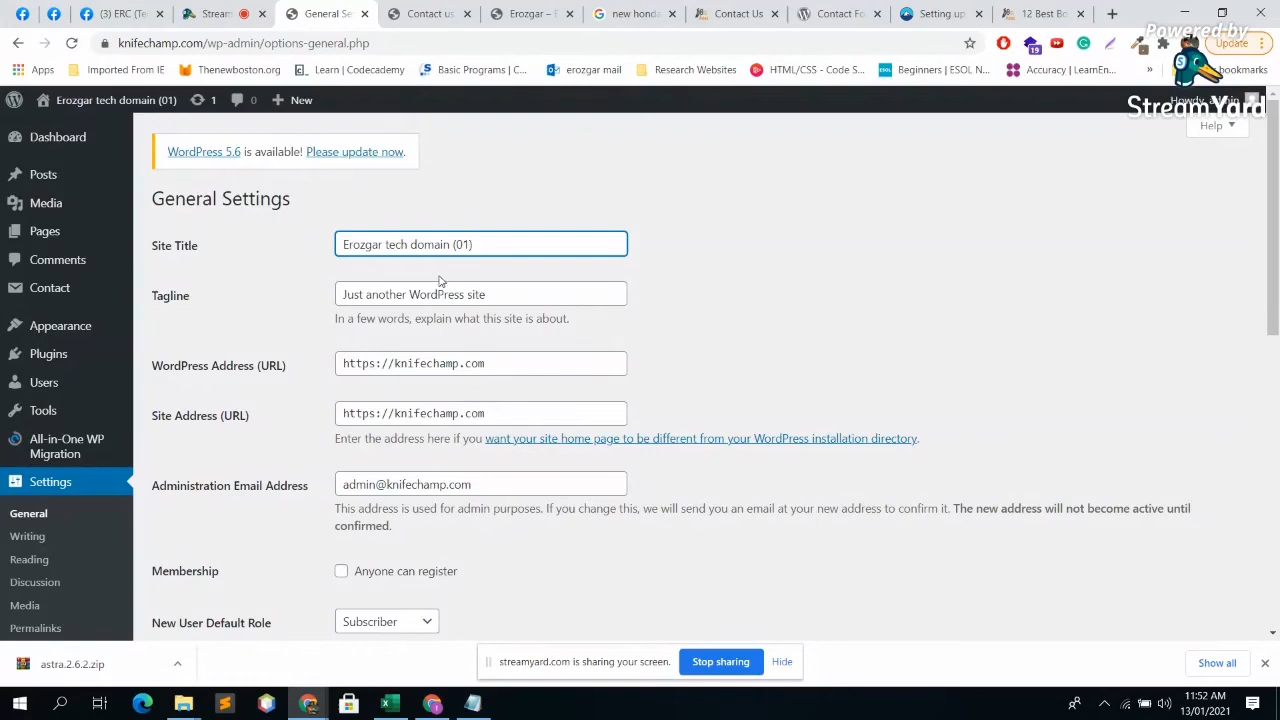 (3) ERC (Te
Stream
General Se
Contact us
Erozgar – E
new honda
Contact Us
Contact Fo
Setting up
12 Best Bo
Powered by
knifechamp.com/wp-admin/options-general.php
19
Update
Apps
Imported From IE
Thenewboston.org
Learn | Codecademy
Basic Programs (C...
erozgar mail
Research Websites
HTML/CSS - Code S...
Beginners | ESOL N...
Accuracy | LearnEn...
»
bookmarks
Erozgar tech domain (01)
1
0
New
Howdy, admin
StreamYard
Help
Dashboard
Posts
Media
Pages
Comments
Contact
Appearance
Plugins
Users
Tools
All-in-One WP
Migration
Settings
General
Writing
Reading
Discussion
Media
Permalinks
WordPress 5.6 is available! Please update now.
General Settings
Site Title
Erozgar tech domain (01)
Tagline
Just another WordPress site
In a few words, explain what this site is about.
WordPress Address (URL)
https://knifechamp.com
Site Address (URL)
https://knifechamp.com
Enter the address here if you want your site home page to be different from your WordPress installation directory.
Administration Email Address
admin@knifechamp.com
This address is used for admin purposes. If you change this, we will send you an email at your new address to confirm it. The new address will not become active until
confirmed.
Membership
Anyone can register
New User Default Role
Subscriber
astra.2.6.2.zip
streamyard.com is sharing your screen.
Stop sharing
Hide
Show all
11:52 AM
13/01/2021